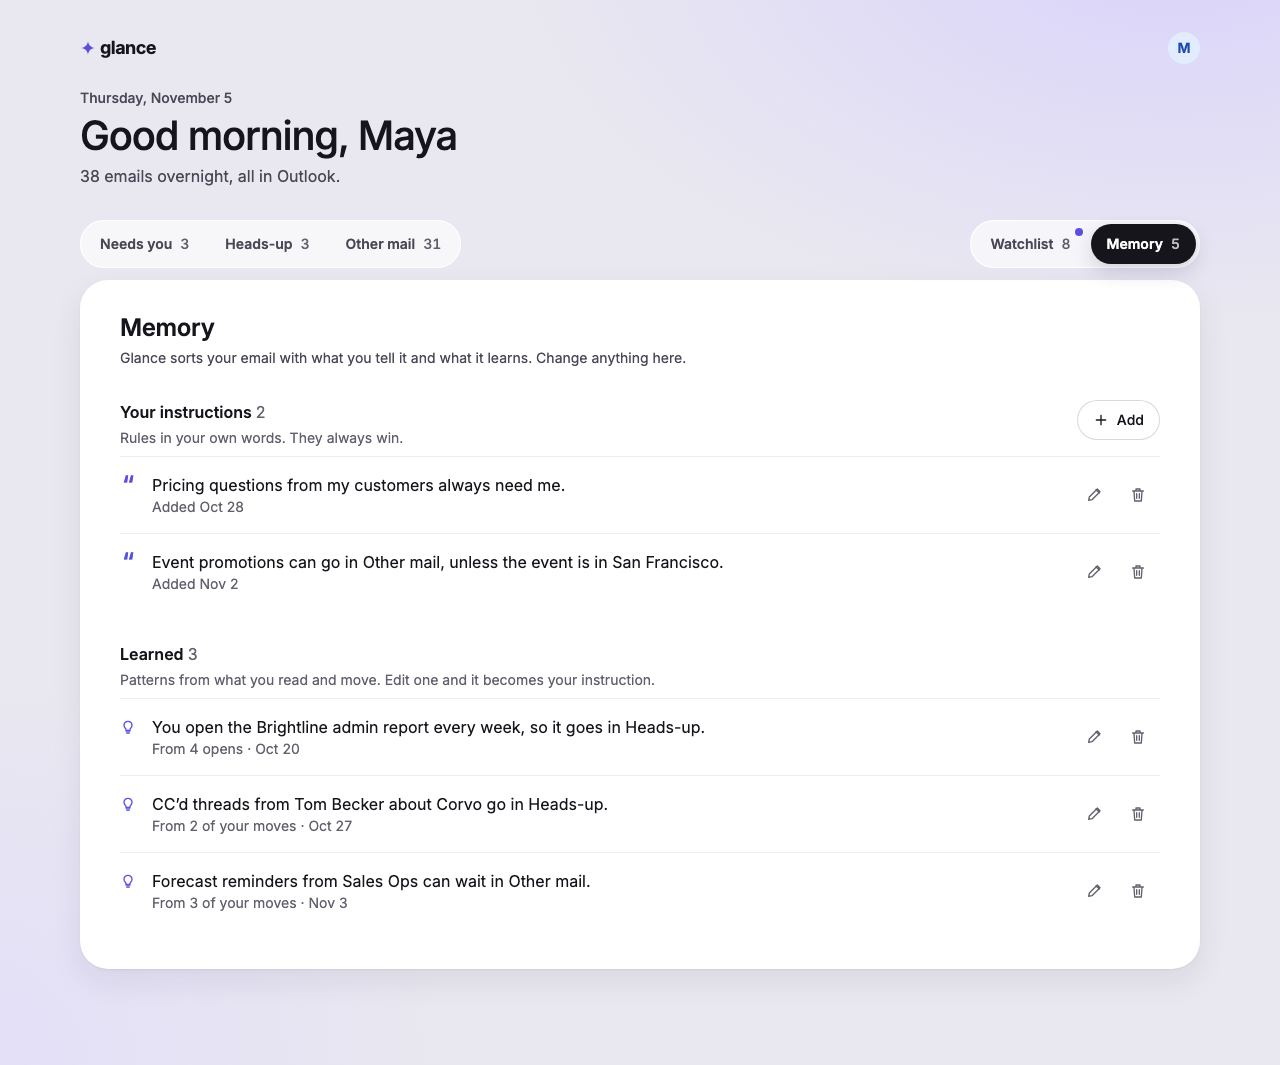 glance
M
Thursday, November 5
Good morning, Maya
38 emails overnight, all in Outlook.
Needs you 3
Heads-up 3
Other mail 31
Watchlist 8
Memory 5
Memory
Glance sorts your email with what you tell it and what it learns. Change anything here.
Your instructions 2
Rules in your own words. They always win.
Add
Pricing questions from my customers always need me.
Added Oct 28
Event promotions can go in Other mail, unless the event is in San Francisco.
Added Nov 2
Learned 3
Patterns from what you read and move. Edit one and it becomes your instruction.
You open the Brightline admin report every week, so it goes in Heads-up.
From 4 opens · Oct 20
CC’d threads from Tom Becker about Corvo go in Heads-up.
From 2 of your moves · Oct 27
Forecast reminders from Sales Ops can wait in Other mail.
From 3 of your moves · Nov 3